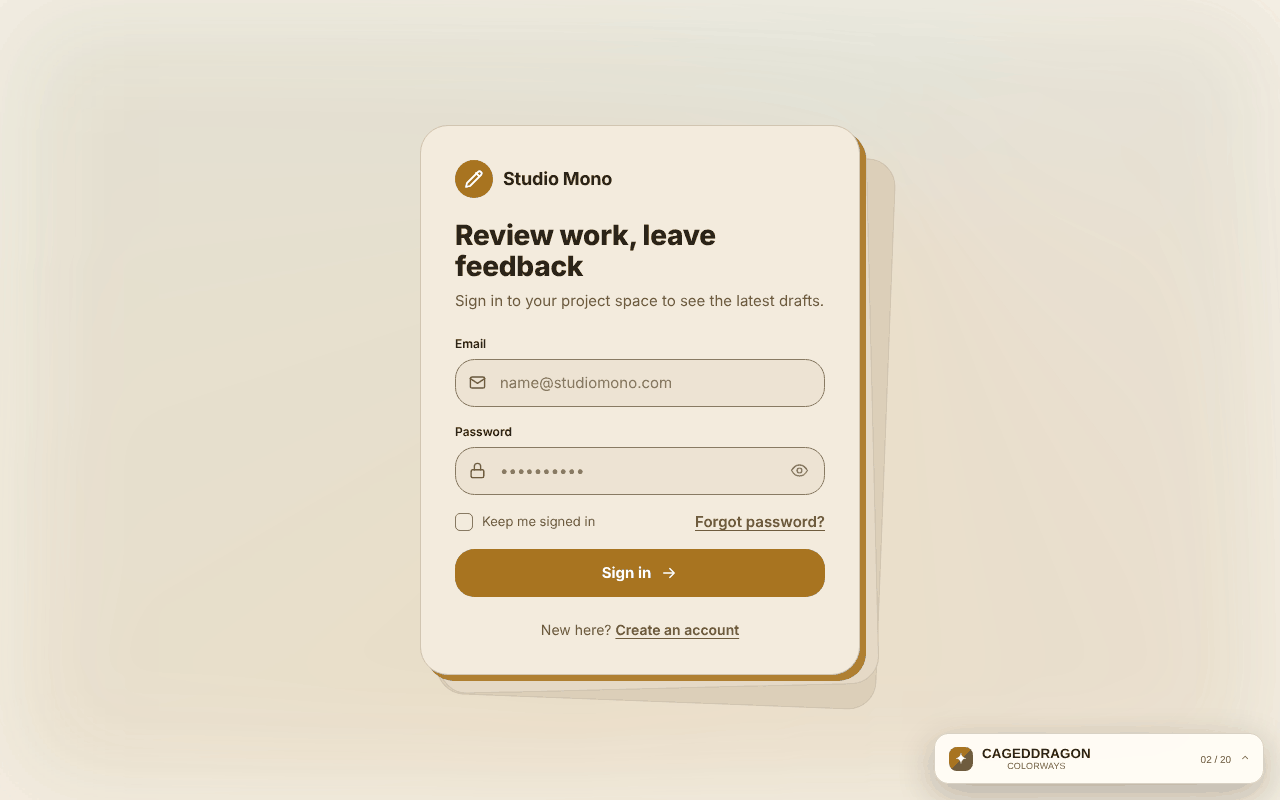 Studio Mono
Review work, leave
feedback
Sign in to your project space to see the latest drafts.
Email
name@studiomono.com
Password
••••••••••
Keep me signed in
Forgot password?
Sign in →
New here? Create an account
CAGEDDRAGON
COLORWAYS
02 / 20